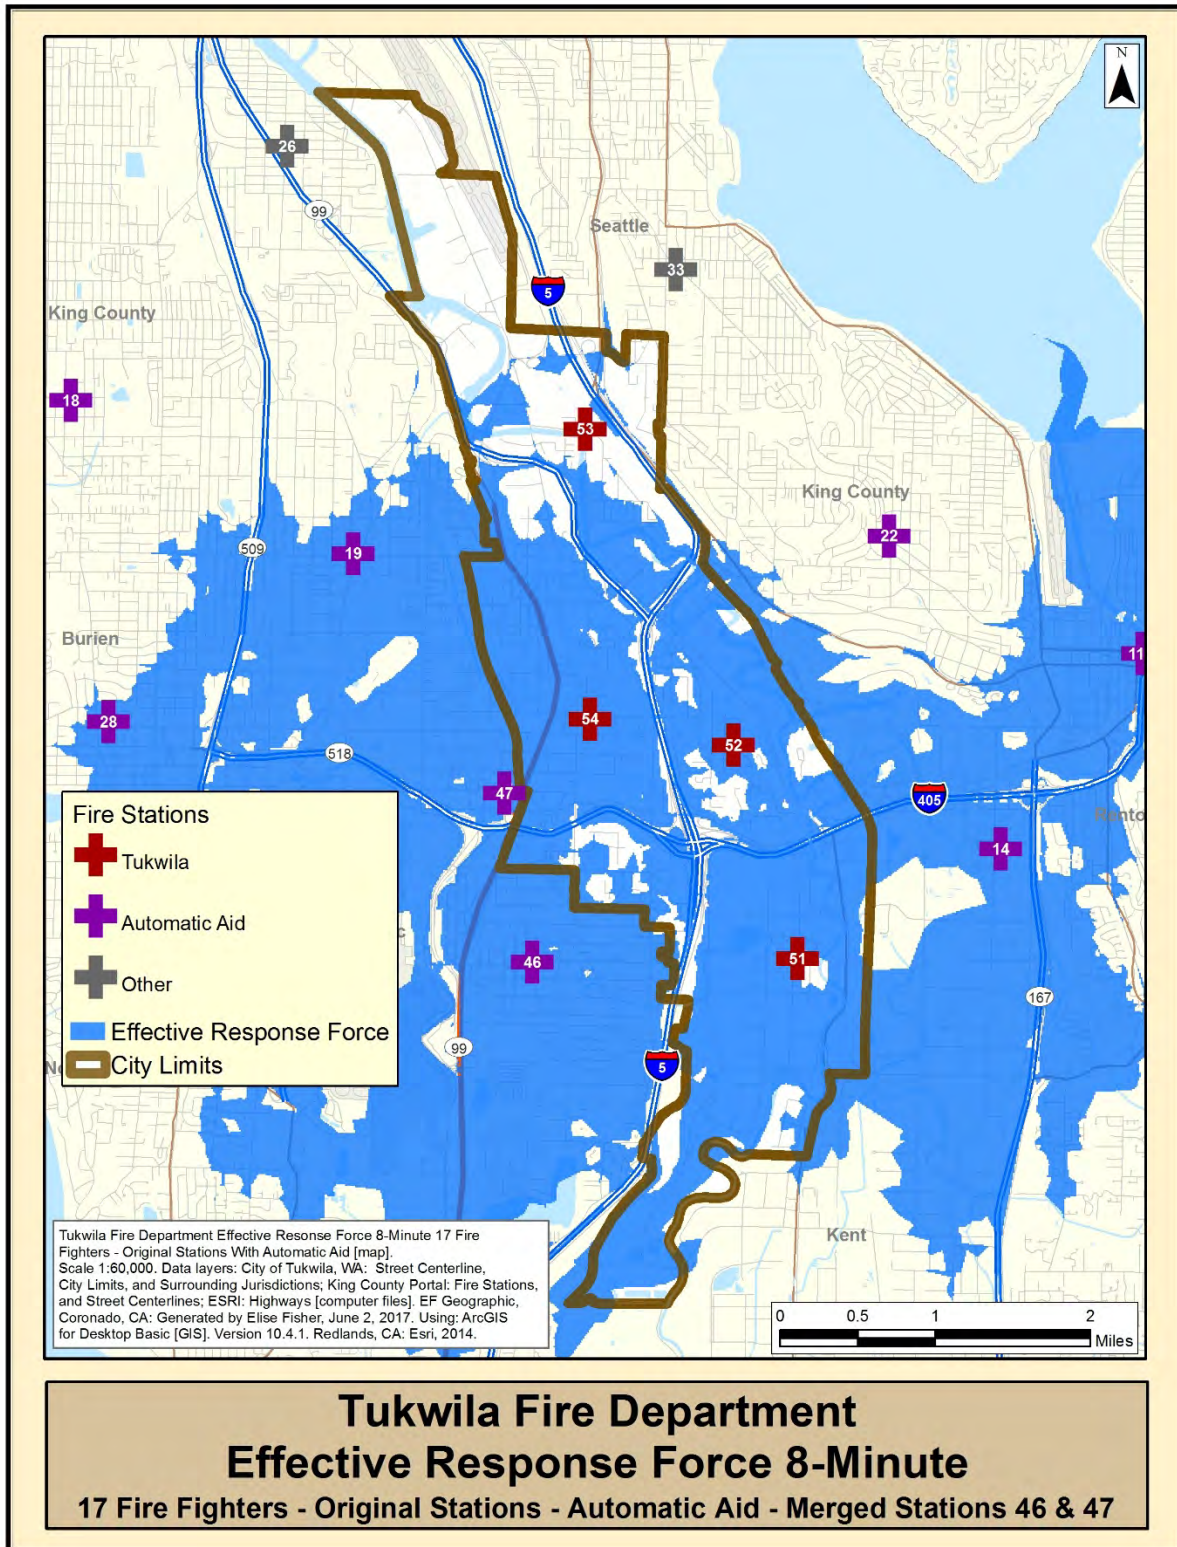 N
26
99
Seattle
33
5
King County
18
53
King County
22
19
509
Burien
11
28
54
52
518
47
405
Fire Stations
Tukwila
14
Automatic Aid
46
51
Other
167
Effective Response Force
99
City Limits
5
Kent
Tukwila Fire Department Effective Resonse Force 8-Minute 17 Fire
Fighters - Original Stations With Automatic Aid [map].
Scale 1:60,000. Data layers: City of Tukwila, WA: Street Centerline,
City Limits, and Surrounding Jurisdictions; King County Portal: Fire Stations,
and Street Centerlines; ESRI: Highways [computer files]. EF Geographic,
Coronado, CA: Generated by Elise Fisher, June 2, 2017. Using: ArcGIS
for Desktop Basic [GIS]. Version 10.4.1. Redlands, CA: Esri, 2014.
0 0.5 1 2
Miles
Tukwila Fire Department
Effective Response Force 8-Minute
17 Fire Fighters - Original Stations - Automatic Aid - Merged Stations 46 & 47